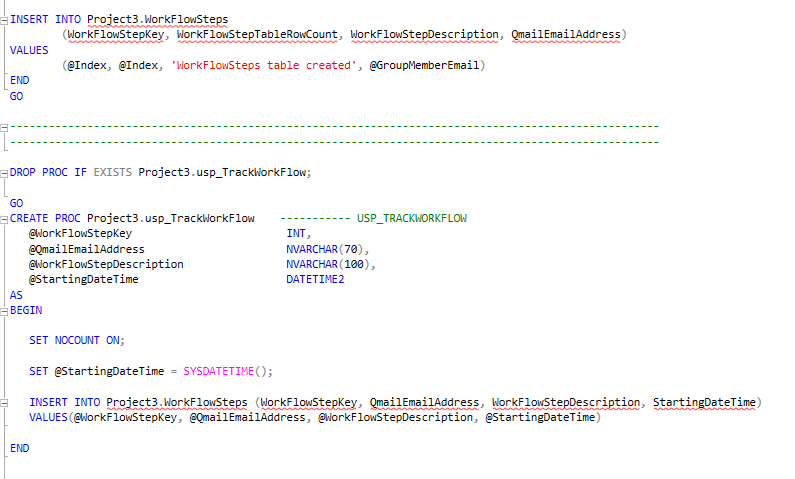 INSERT INTO Project3.WorkFlowSteps
(WorkFlowStepKey, WorkFlowStepTableRowCount, WorkFlowStepDescription, QmailEmailAddress)
VALUES
(@Index, @Index, 'WorkFlowSteps table created', @GroupMemberEmail)
END
GO
-----------------------------------------------------------------------------------------------------
-----------------------------------------------------------------------------------------------------
DROP PROC IF EXISTS Project3.usp_TrackWorkFlow;
GO
CREATE PROC Project3.usp_TrackWorkFlow    ----------- USP_TRACKWORKFLOW
@WorkFlowStepKey INT,
@QmailEmailAddress NVARCHAR(70),
@WorkFlowStepDescription NVARCHAR(100),
@StartingDateTime DATETIME2
AS
BEGIN
SET NOCOUNT ON;
SET @StartingDateTime = SYSDATETIME();
INSERT INTO Project3.WorkFlowSteps (WorkFlowStepKey, QmailEmailAddress, WorkFlowStepDescription, StartingDateTime)
VALUES(@WorkFlowStepKey, @QmailEmailAddress, @WorkFlowStepDescription, @StartingDateTime)
END